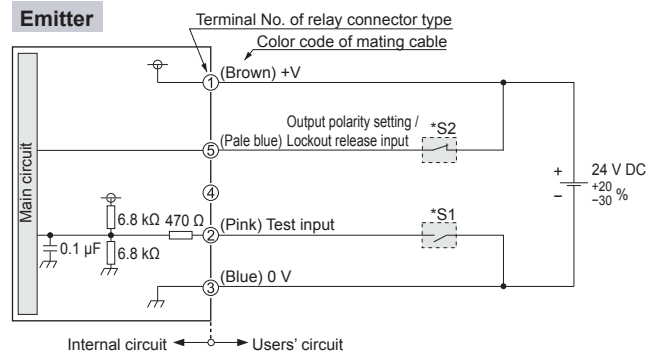 Emitter
Terminal No. of relay connector type
Color code of mating cable
1 (Brown) +V
Output polarity setting / *S2
5 (Pale blue) Lockout release input
Main circuit
4
+ 24 V DC
– +20 –30 %
6.8 kΩ 470 Ω
2 (Pink) Test input *S1
0.1 µF 6.8 kΩ
3 (Blue) 0 V
Internal circuit Users' circuit